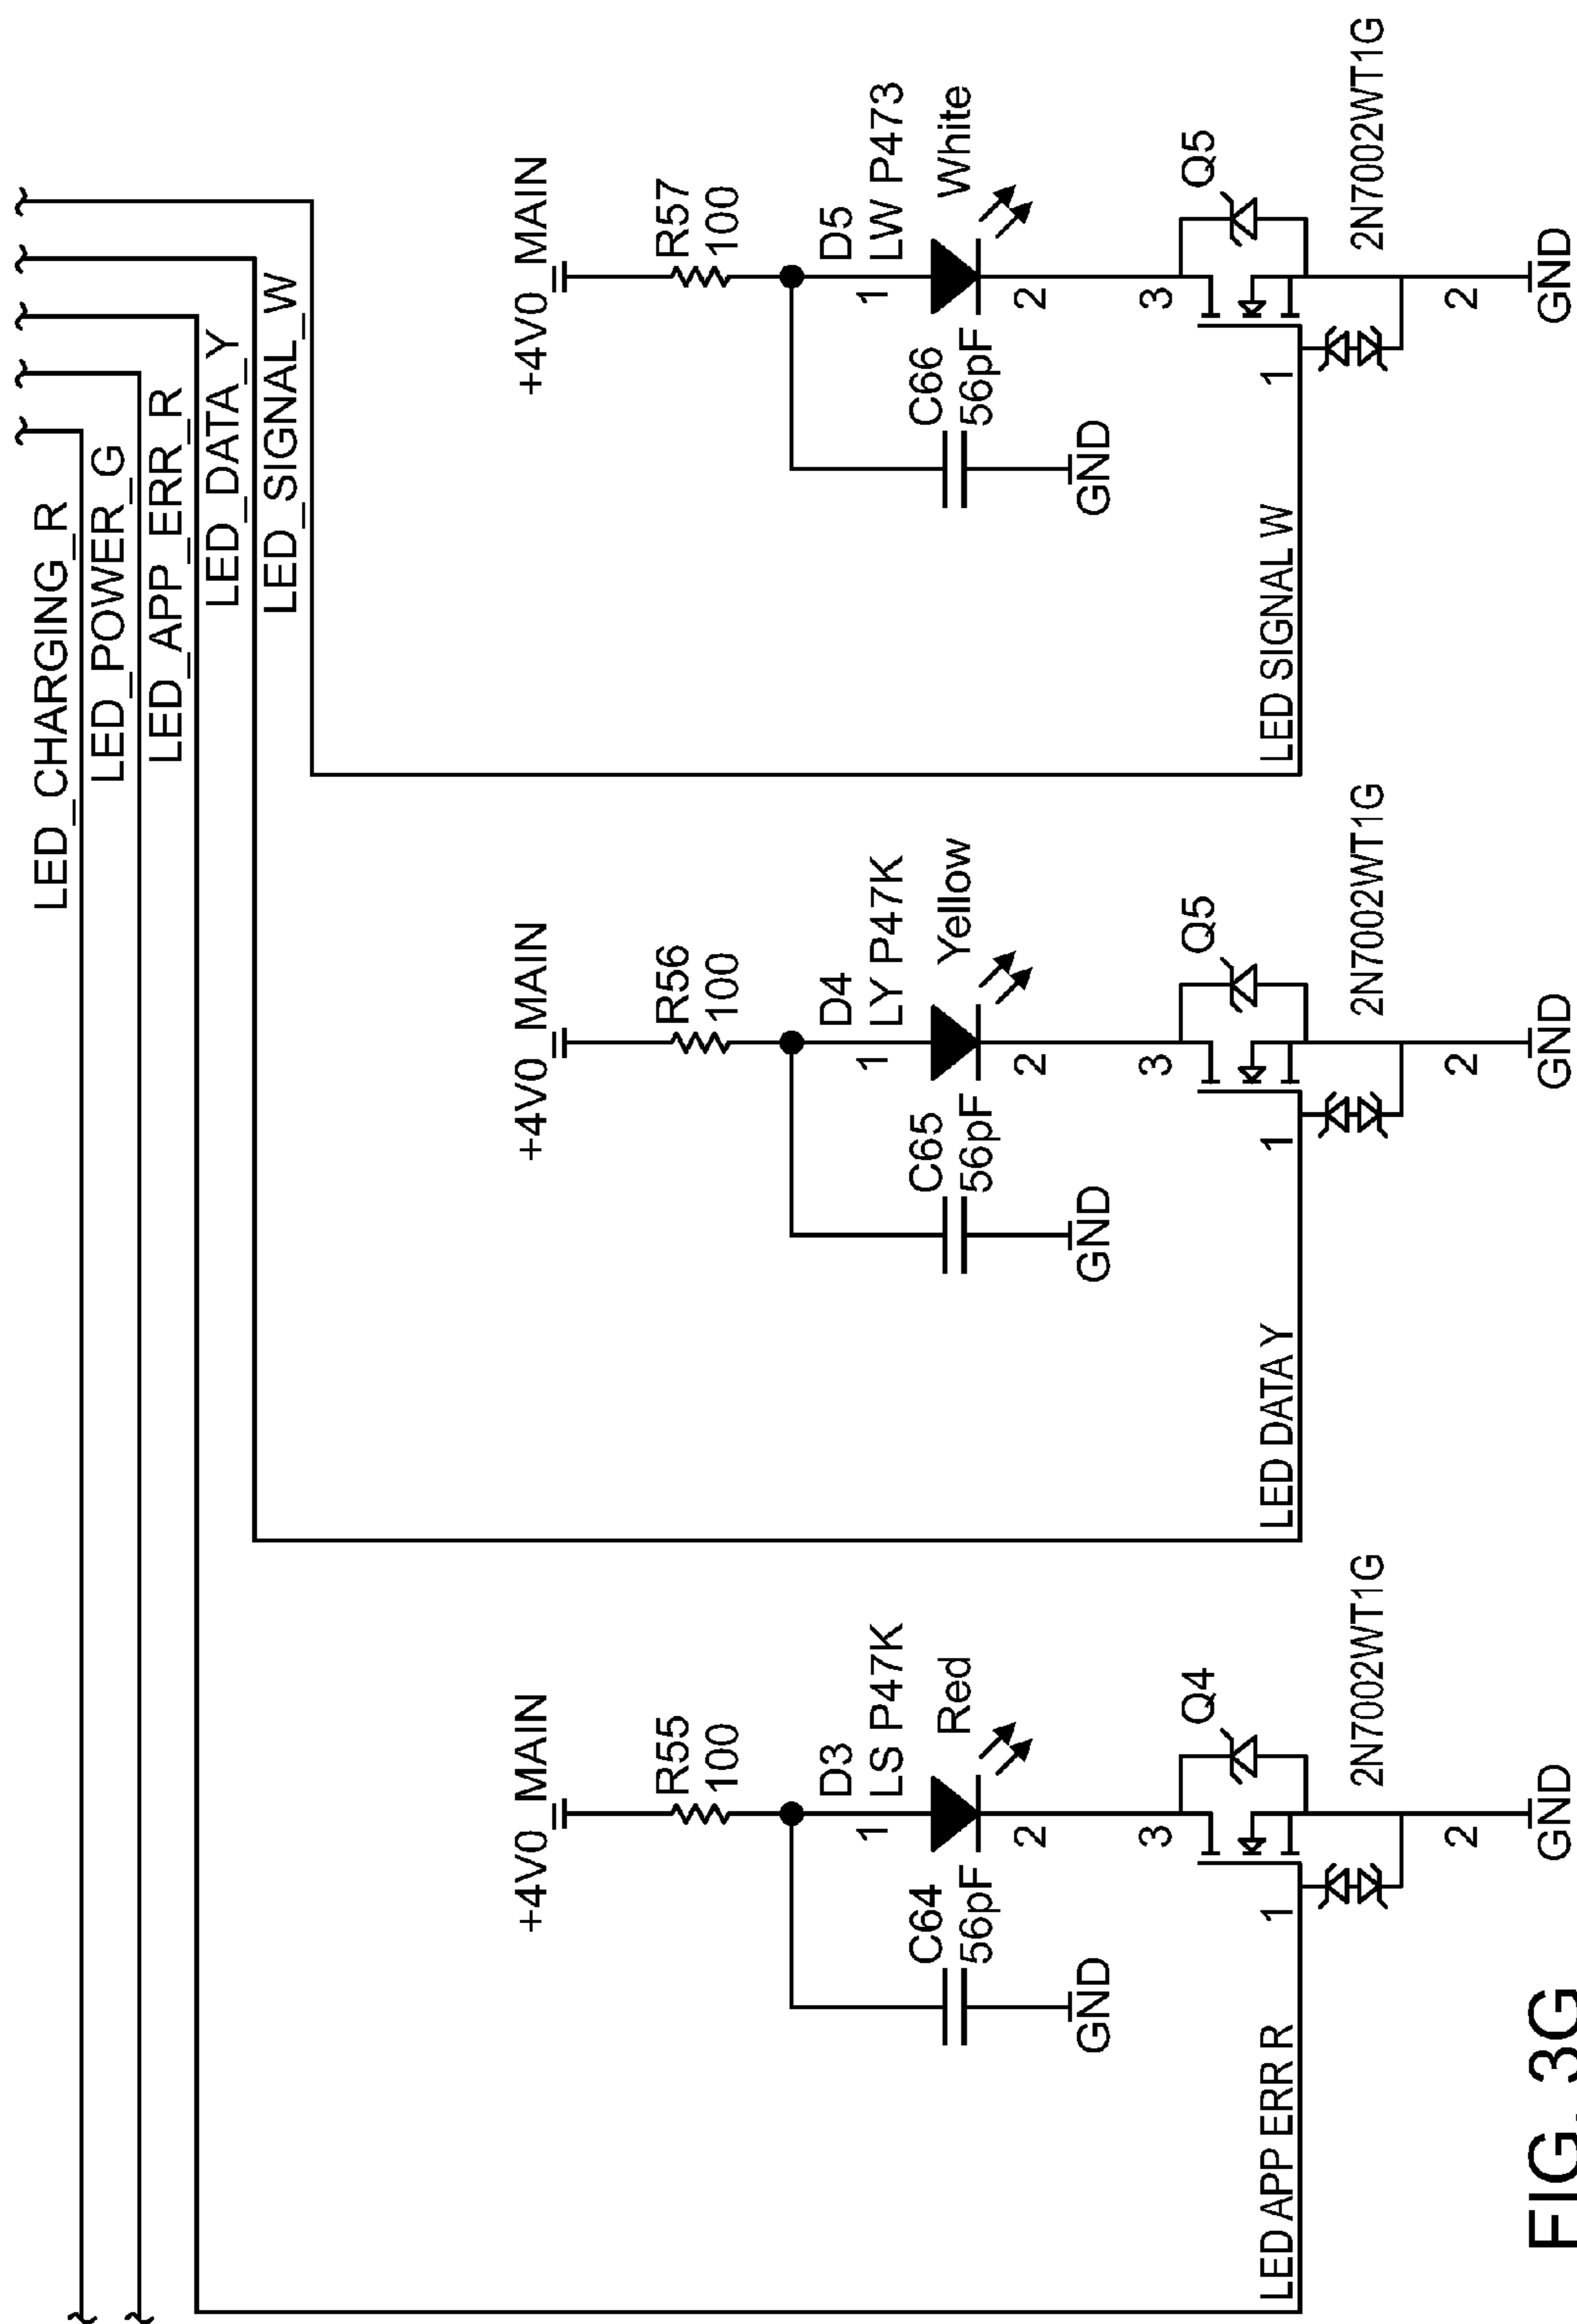 LED_CHARGING_R
LED_POWER_G
LED_APP_ERR_R
LED_DATA_Y
LED_SIGNAL_W
+4V0_MAIN
R55
100
D3
LS P47K
Red
1
2
C64
56pF
GND
3
Q4
1
LED APP ERR R
2N7002WT1G
2
GND
+4V0_MAIN
R56
100
D4
LY P47K
Yellow
1
2
C65
56pF
GND
3
Q5
1
LED DATA Y
2N7002WT1G
2
GND
+4V0_MAIN
R57
100
D5
LW P473
White
1
2
C66
56pF
GND
3
Q5
1
LED SIGNAL W
2N7002WT1G
2
GND
FIG. 3G